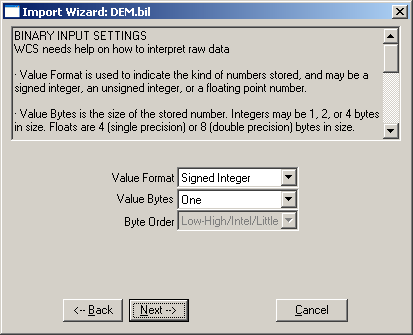 Import Wizard: DEM.bil
BINARY INPUT SETTINGS
WCS needs help on how to interpret raw data
· Value Format is used to indicate the kind of numbers stored, and may be a
signed integer, an unsigned integer, or a floating point number.
· Value Bytes is the size of the stored number. Integers may be 1, 2, or 4 bytes
in size. Floats are 4 (single precision) or 8 (double precision) bytes in size.
Value Format Signed Integer
Value Bytes One
Byte Order Low-High/Intel/Little
<-- Back Next --> Cancel